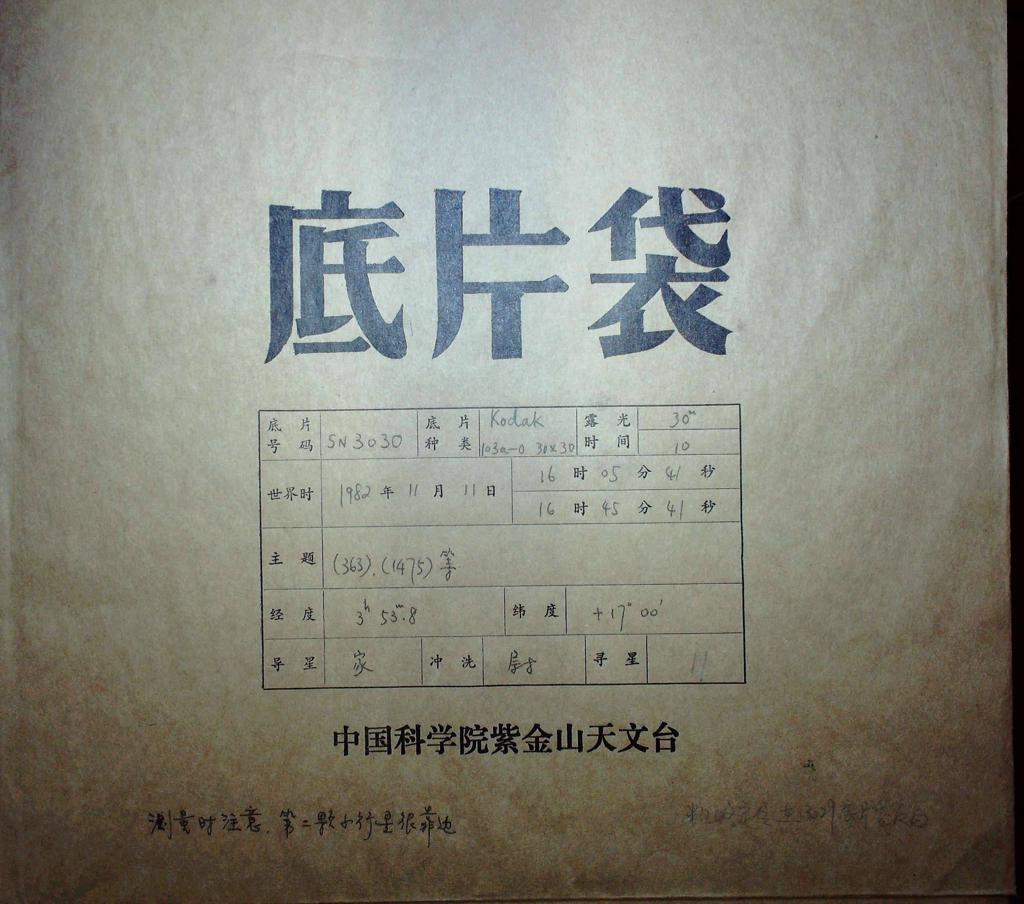 底片袋
底片号码 SN3030 底片种类 Kodak 103a-O 30x30 露光时间 30ᵐ 10
世界时 1982年11月11日 16时05分41秒
16时45分41秒
主题 (363).(1475)等
经度 3ʰ 53ᵐ.8 纬度 +17° 00′
导星 家 冲洗 尉 寻星 11
中国科学院紫金山天文台
测量时注意.第二颗小行星很靠边